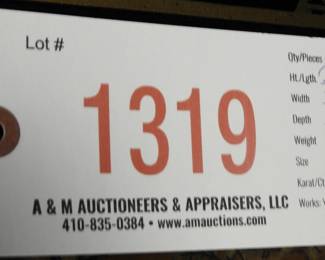 Lot #
1319
A & M AUCTIONEERS & APPRAISERS, LLC
410-835-0384 • www.amauctions.com
Qty/Pieces
Ht./Lgth.
Width
Depth
Weight
Size
Karat/Ct.
Works: